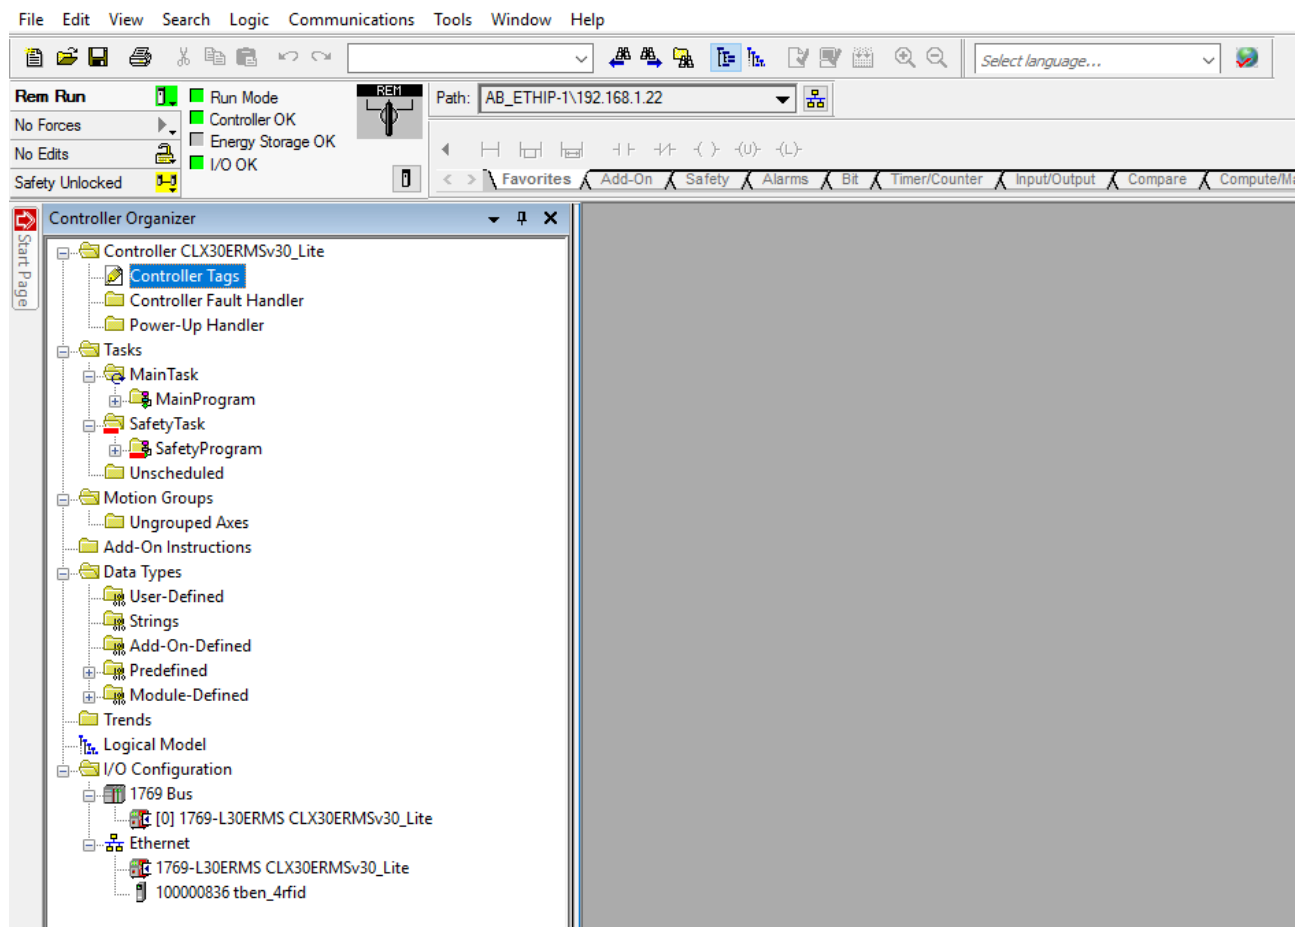 File Edit View Search Logic Communications Tools Window Help
Select language...
Rem Run
No Forces
No Edits
Safety Unlocked
Run Mode
Controller OK
Energy Storage OK
I/O OK
REM
Path: AB_ETHIP-1\192.168.1.22
Favorites Add-On Safety Alarms Bit Timer/Counter Input/Output Compare Compute/Ma
Start Page
Controller Organizer
Controller CLX30ERMSv30_Lite
Controller Tags
Controller Fault Handler
Power-Up Handler
Tasks
MainTask
MainProgram
SafetyTask
SafetyProgram
Unscheduled
Motion Groups
Ungrouped Axes
Add-On Instructions
Data Types
User-Defined
Strings
Add-On-Defined
Predefined
Module-Defined
Trends
Logical Model
I/O Configuration
1769 Bus
[0] 1769-L30ERMS CLX30ERMSv30_Lite
Ethernet
1769-L30ERMS CLX30ERMSv30_Lite
100000836 tben_4rfid